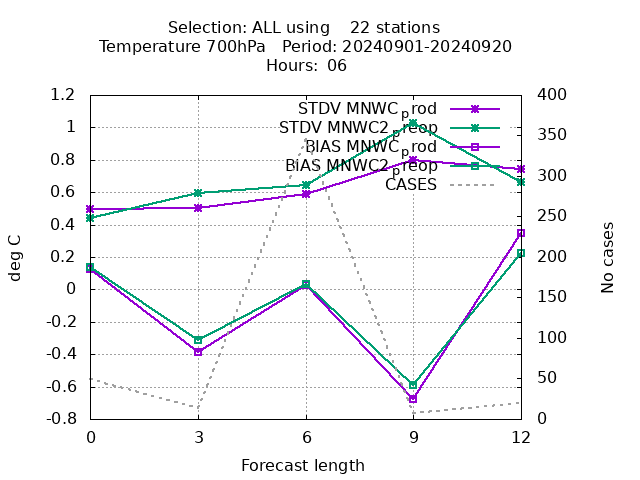 Selection: ALL using    22 stations
Temperature 700hPa   Period: 20240901-20240920
Hours: 06
STDV MNWC_prod
STDV MNWC2_preop
BIAS MNWC_prod
BIAS MNWC2_preop
CASES
1.2
1
0.8
0.6
0.4
0.2
0
-0.2
-0.4
-0.6
-0.8
deg C
400
350
300
250
200
150
100
50
0
No cases
0 3 6 9 12
Forecast length